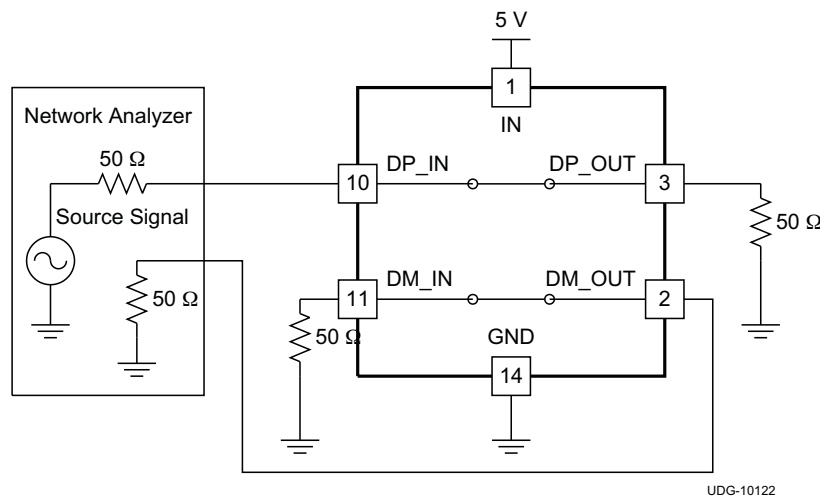 5 V
1
IN
Network Analyzer
50 Ω
Source Signal
50 Ω
10
DP_IN
DP_OUT
3
50 Ω
11
DM_IN
DM_OUT
2
50 Ω
GND
14
UDG-10122